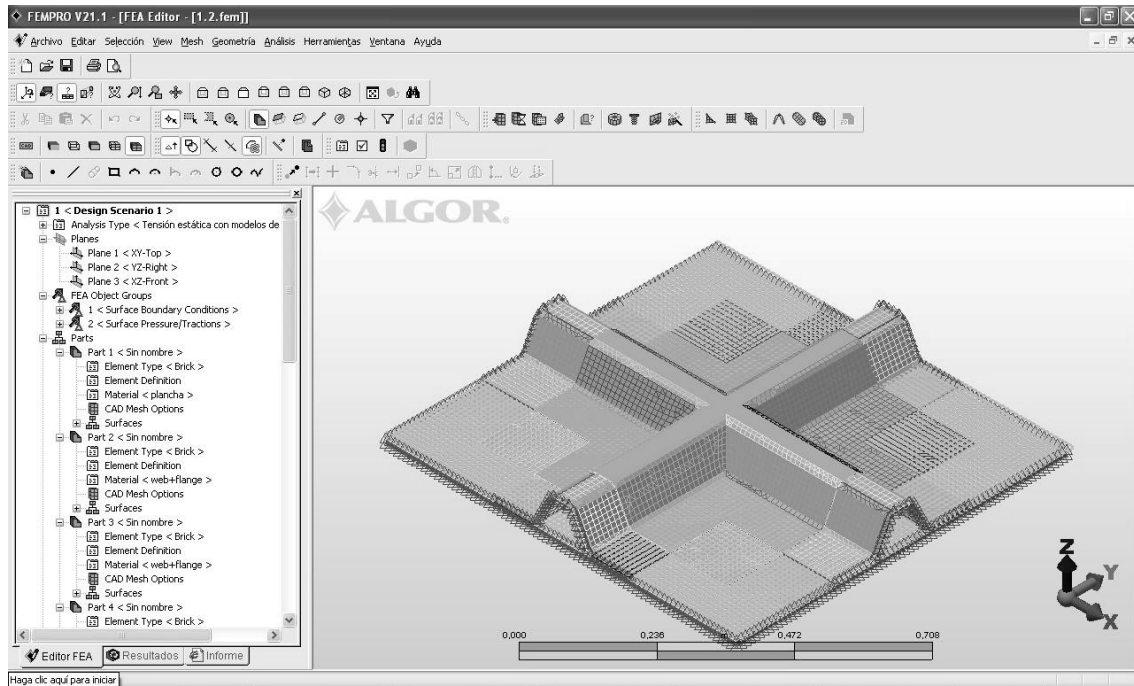 FEMPRO V21.1 - [FEA Editor - [1.2.fem]]
Archivo Editar Selección View Mesh Geometría Análisis Herramientas Ventana Ayuda
1 < Design Scenario 1 >
Analysis Type < Tensión estática con modelos de
Planes
Plane 1 < XY-Top >
Plane 2 < YZ-Right >
Plane 3 < XZ-Front >
FEA Object Groups
1 < Surface Boundary Conditions >
2 < Surface Pressure/Tractions >
Parts
Part 1 < Sin nombre >
Element Type < Brick >
Element Definition
Material < plancha >
CAD Mesh Options
Surfaces
Part 2 < Sin nombre >
Element Type < Brick >
Element Definition
Material < web+flange >
CAD Mesh Options
Surfaces
Part 3 < Sin nombre >
Element Type < Brick >
Element Definition
Material < web+flange >
CAD Mesh Options
Surfaces
Part 4 < Sin nombre >
Element Type < Brick >
Editor FEA Resultados Informe
Haga clic aquí para iniciar
ALGOR.
Z
Y
X
0,000 0,236 0,472 0,708